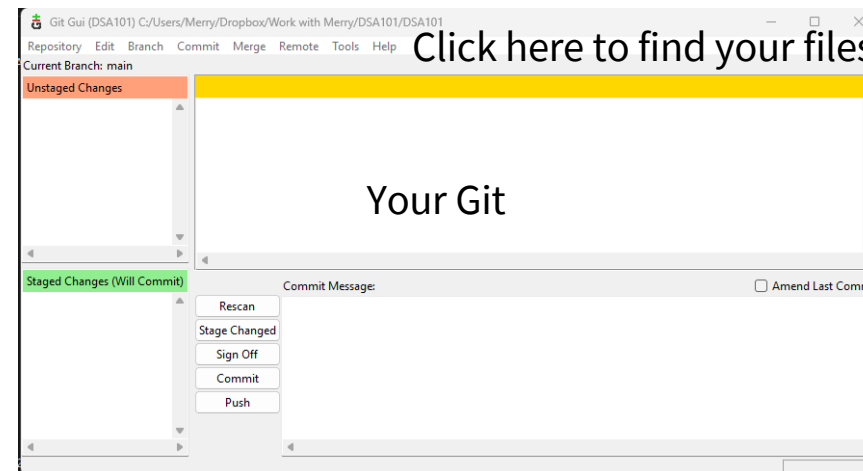 Git Gui (DSA101) C:/Users/Merry/Dropbox/Work with Merry/DSA101/DSA101
Repository Edit Branch Commit Merge Remote Tools Help
Click here to find your files
Current Branch: main
Unstaged Changes
Your Git
Staged Changes (Will Commit)
Commit Message:
Amend Last Comm
Rescan
Stage Changed
Sign Off
Commit
Push